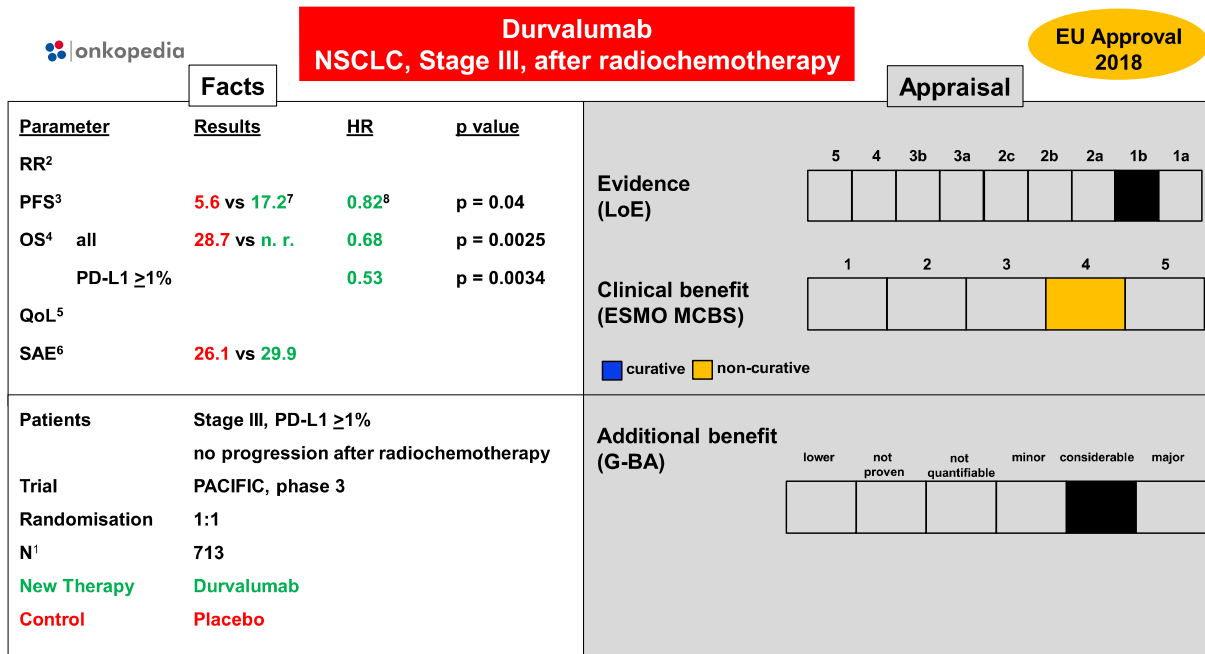 onkopedia
Durvalumab
NSCLC, Stage III, after radiochemotherapy
EU Approval
2018
Facts
Parameter Results HR p value
RR2
PFS3 5.6 vs 17.27 0.828 p = 0.04
OS4 all 28.7 vs n. r. 0.68 p = 0.0025
PD-L1 ≥1% 0.53 p = 0.0034
QoL5
SAE6 26.1 vs 29.9
Patients Stage III, PD-L1 ≥1%
no progression after radiochemotherapy
Trial PACIFIC, phase 3
Randomisation 1:1
N1 713
New Therapy Durvalumab
Control Placebo
Appraisal
5 4 3b 3a 2c 2b 2a 1b 1a
Evidence
(LoE)
1 2 3 4 5
Clinical benefit
(ESMO MCBS)
curative non-curative
Additional benefit
(G-BA)
lower not proven not quantifiable minor considerable major